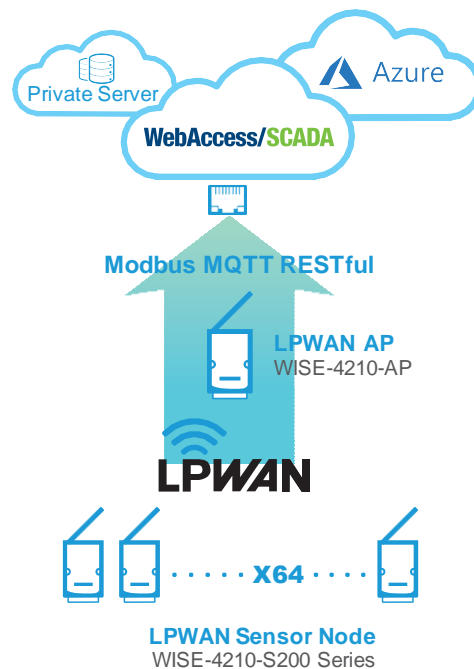 Azure
Private Server
WebAccess/SCADA
Modbus MQTT RESTful
LPWAN AP
WISE-4210-AP
LPWAN
X64
LPWAN Sensor Node
WISE-4210-S200 Series